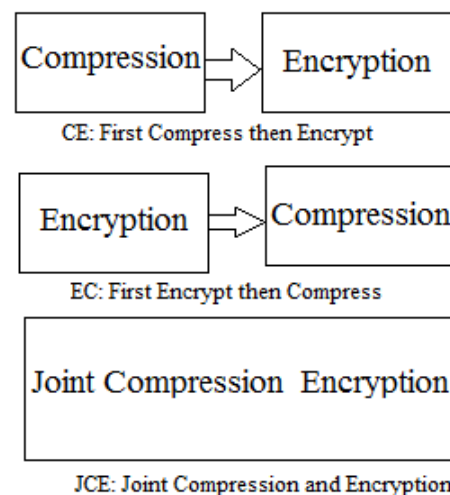 Compression Encryption
CE: First Compress then Encrypt
Encryption Compression
EC: First Encrypt then Compress
Joint Compression Encryption
JCE: Joint Compression and Encryption